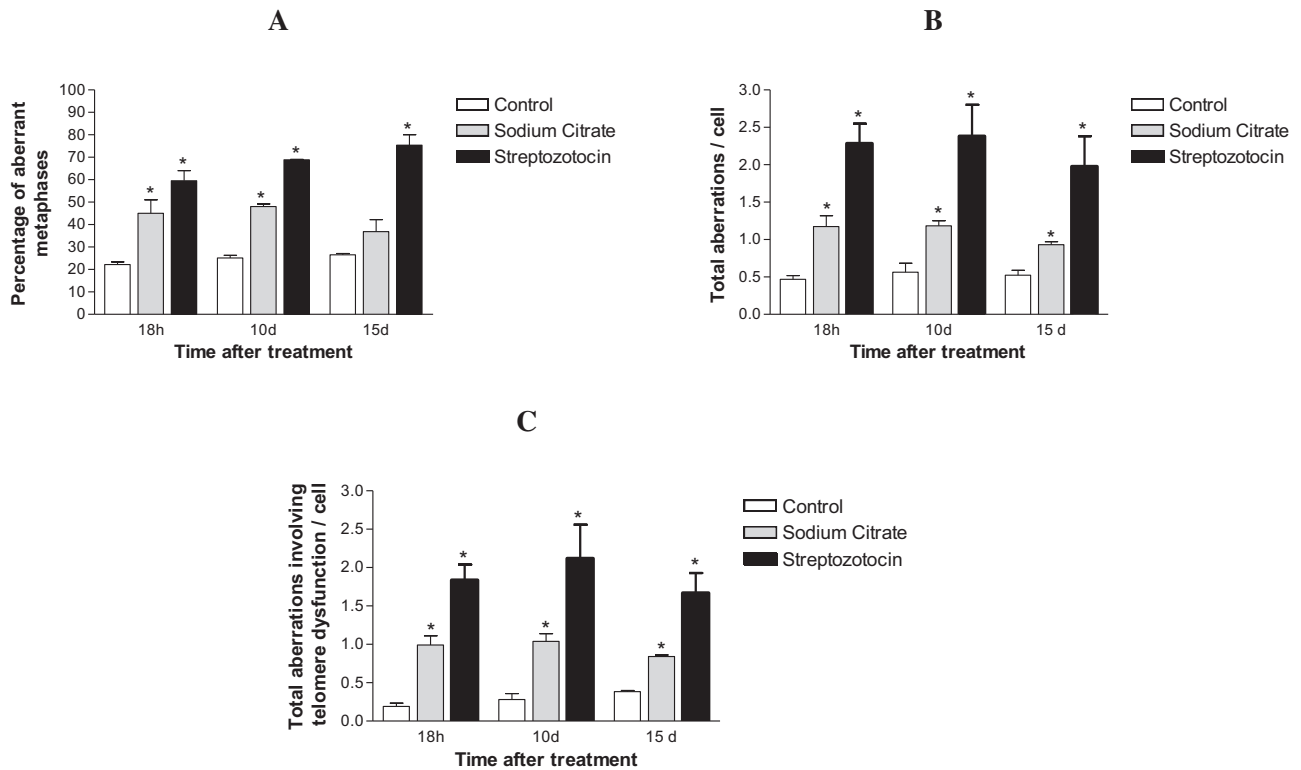 A
Percentage of aberrant
metaphases
100
90
80
70
60
50
40
30
20
10
0
* * * * *
18h 10d 15d
Time after treatment
Control
Sodium Citrate
Streptozotocin
B
Total aberrations / cell
3.0
2.5
2.0
1.5
1.0
0.5
0.0
* * * * * *
18h 10d 15 d
Time after treatment
Control
Sodium Citrate
Streptozotocin
C
Total aberrations involving
telomere dysfunction / cell
3.0
2.5
2.0
1.5
1.0
0.5
0.0
* * * * * *
18h 10d 15 d
Time after treatment
Control
Sodium Citrate
Streptozotocin